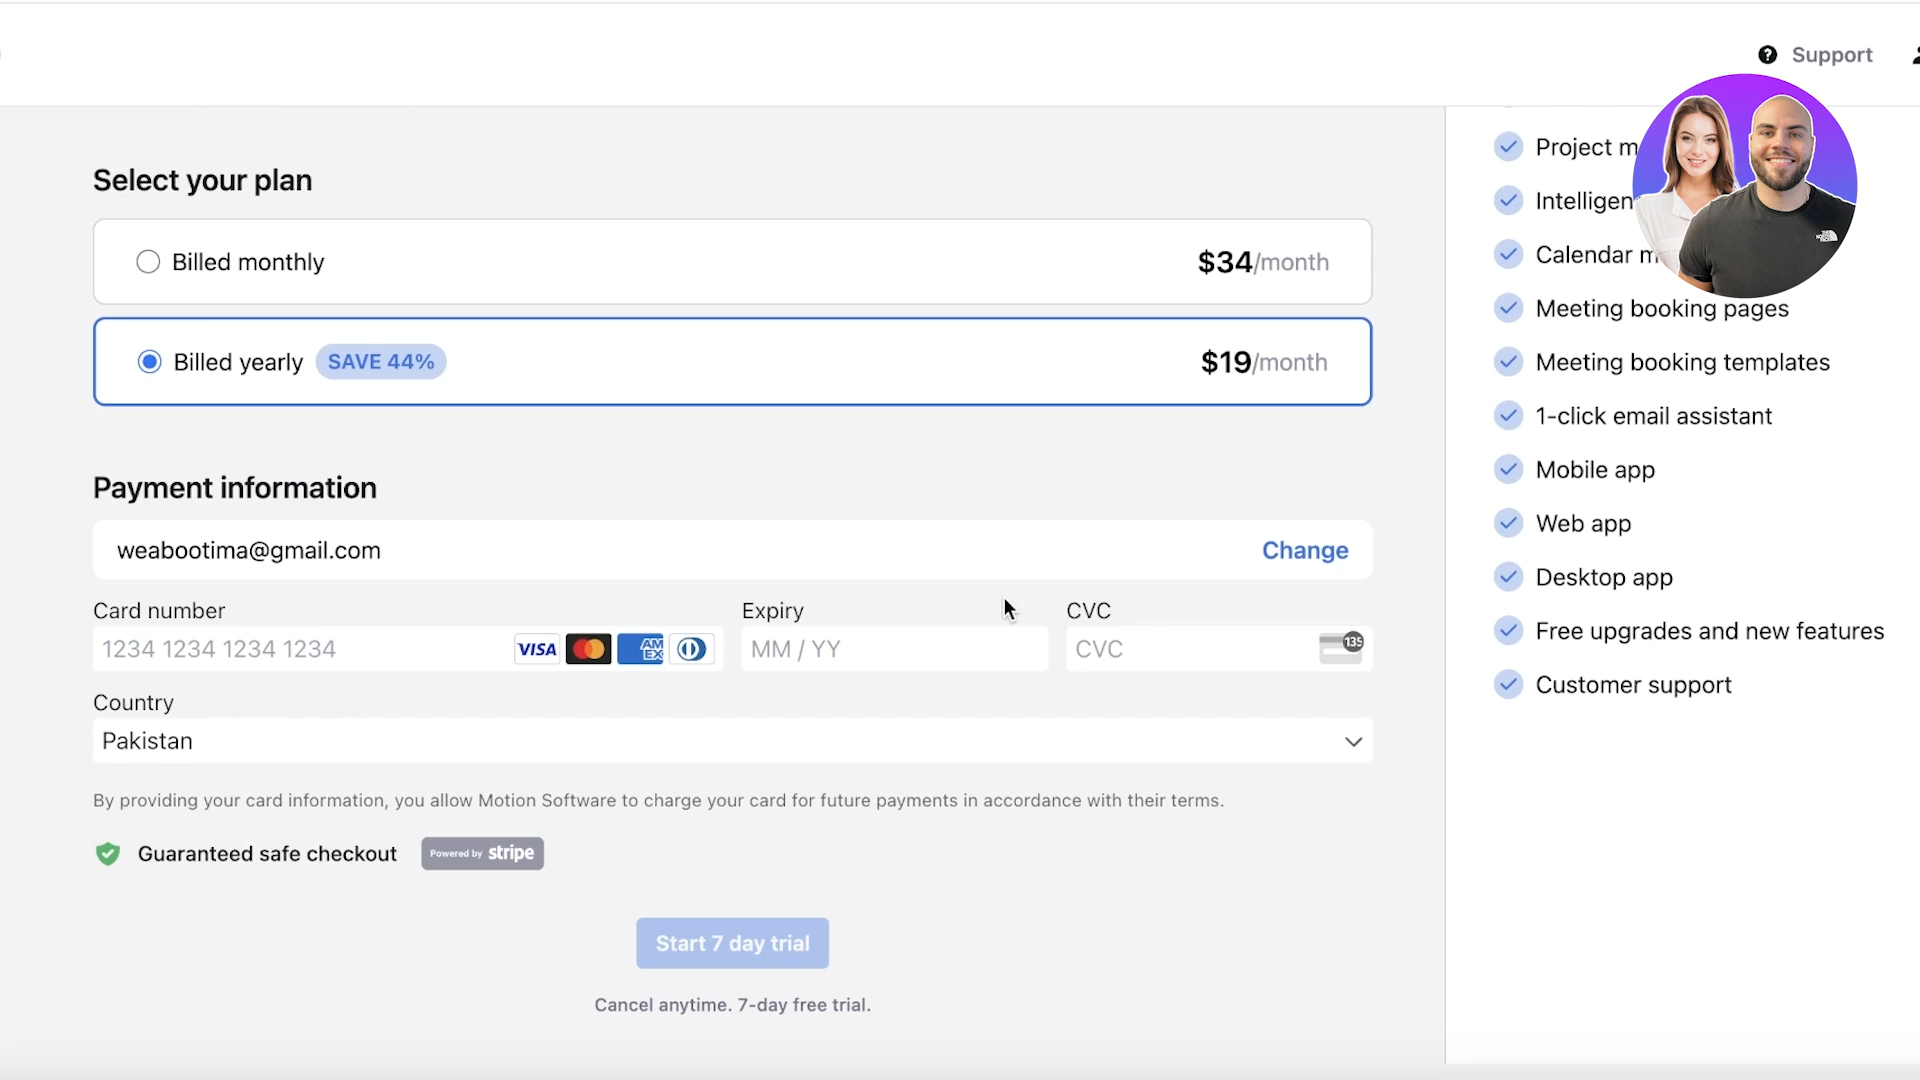 Support
Select your plan
Billed monthly
$34/month
Billed yearly
SAVE 44%
$19/month
Payment information
weabootima@gmail.com
Change
Card number
Expiry
CVC
1234 1234 1234 1234
VISA
AM
EX
MM / YY
CVC
135
Country
Pakistan
By providing your card information, you allow Motion Software to charge your card for future payments in accordance with their terms.
Guaranteed safe checkout
Powered by stripe
Start 7 day trial
Cancel anytime. 7-day free trial.
Project
Calendar
Meeting booking pages
Meeting booking templates
1-click email assistant
Mobile app
Web app
Desktop app
Free upgrades and new features
Customer support